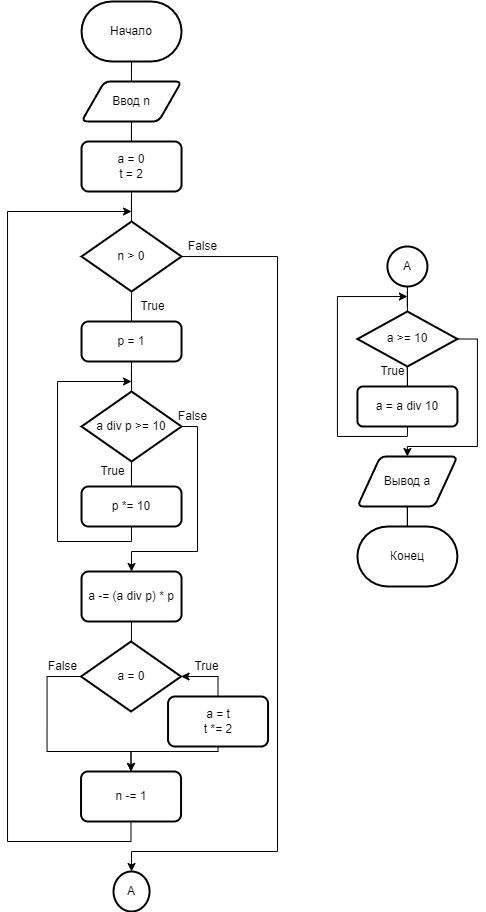 Начало
Ввод n
a = 0
t = 2
n > 0
False
True
p = 1
a div p >= 10
False
True
p *= 10
a -= (a div p) * p
a = 0
False
True
a = t
t *= 2
n -= 1
A
A
a >= 10
True
a = a div 10
Вывод a
Конец